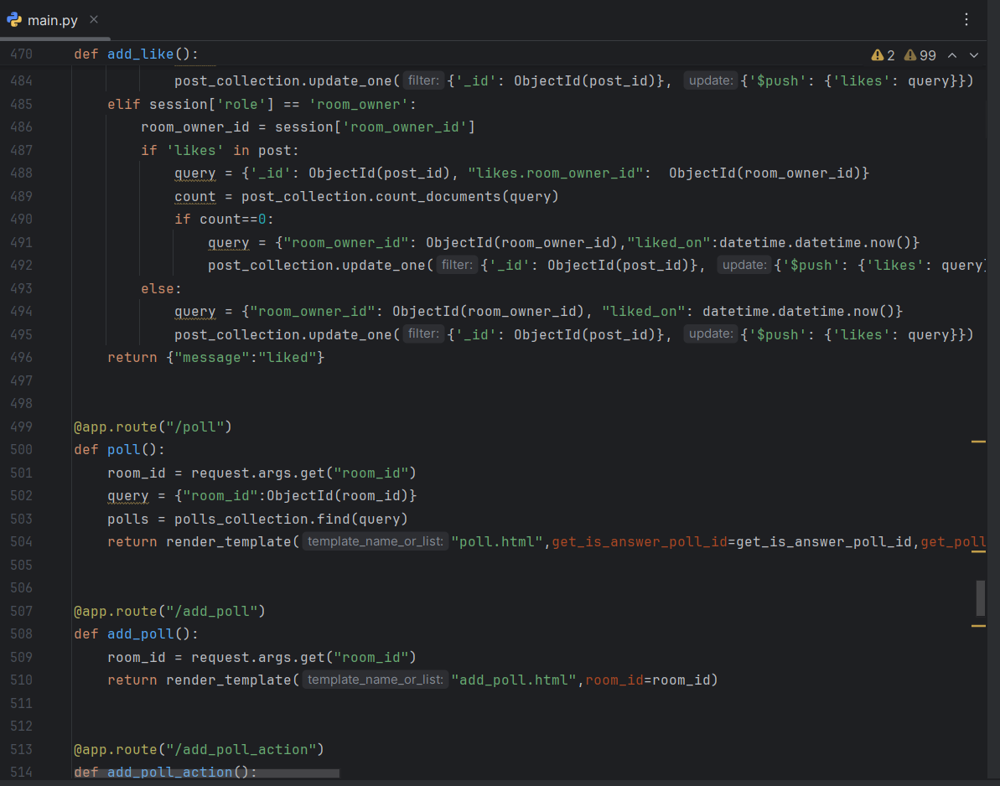 main.py
470 def add_like():
2 99
484 post_collection.update_one( filter: {'_id': ObjectId(post_id)}, update: {'$push': {'likes': query}})
485 elif session['role'] == 'room_owner':
486 room_owner_id = session['room_owner_id']
487 if 'likes' in post:
488 query = {'_id': ObjectId(post_id), "likes.room_owner_id":  ObjectId(room_owner_id)}
489 count = post_collection.count_documents(query)
490 if count==0:
491 query = {"room_owner_id": ObjectId(room_owner_id),"liked_on":datetime.datetime.now()}
492 post_collection.update_one( filter: {'_id': ObjectId(post_id)}, update: {'$push': {'likes': query}
493 else:
494 query = {"room_owner_id": ObjectId(room_owner_id), "liked_on": datetime.datetime.now()}
495 post_collection.update_one( filter: {'_id': ObjectId(post_id)}, update: {'$push': {'likes': query}})
496 return {"message":"liked"}
497
498
499 @app.route("/poll")
500 def poll():
501 room_id = request.args.get("room_id")
502 query = {"room_id":ObjectId(room_id)}
503 polls = polls_collection.find(query)
504 return render_template( template_name_or_list: "poll.html",get_is_answer_poll_id=get_is_answer_poll_id,get_poll
505
506
507 @app.route("/add_poll")
508 def add_poll():
509 room_id = request.args.get("room_id")
510 return render_template( template_name_or_list: "add_poll.html",room_id=room_id)
511
512
513 @app.route("/add_poll_action")
514 def add_poll_action():